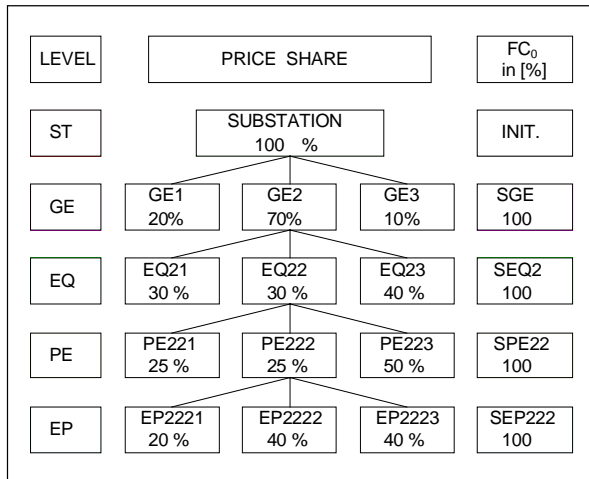 LEVEL PRICE SHARE FC₀
in [%]
ST SUBSTATION INIT.
100 %
GE GE1 GE2 GE3 SGE
20% 70% 10% 100
EQ EQ21 EQ22 EQ23 SEQ2
30 % 30 % 40 % 100
PE PE221 PE222 PE223 SPE22
25 % 25 % 50 % 100
EP EP2221 EP2222 EP2223 SEP222
20 % 40 % 40 % 100